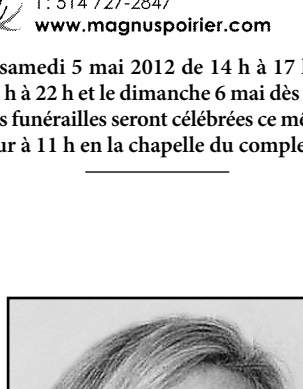 T: 514 727-2847
www.magnuspoirier.com
samedi 5 mai 2012 de 14 h à 17 h
h à 22 h et le dimanche 6 mai dès
s funérailles seront célébrées ce mê
ur à 11 h en la chapelle du comple